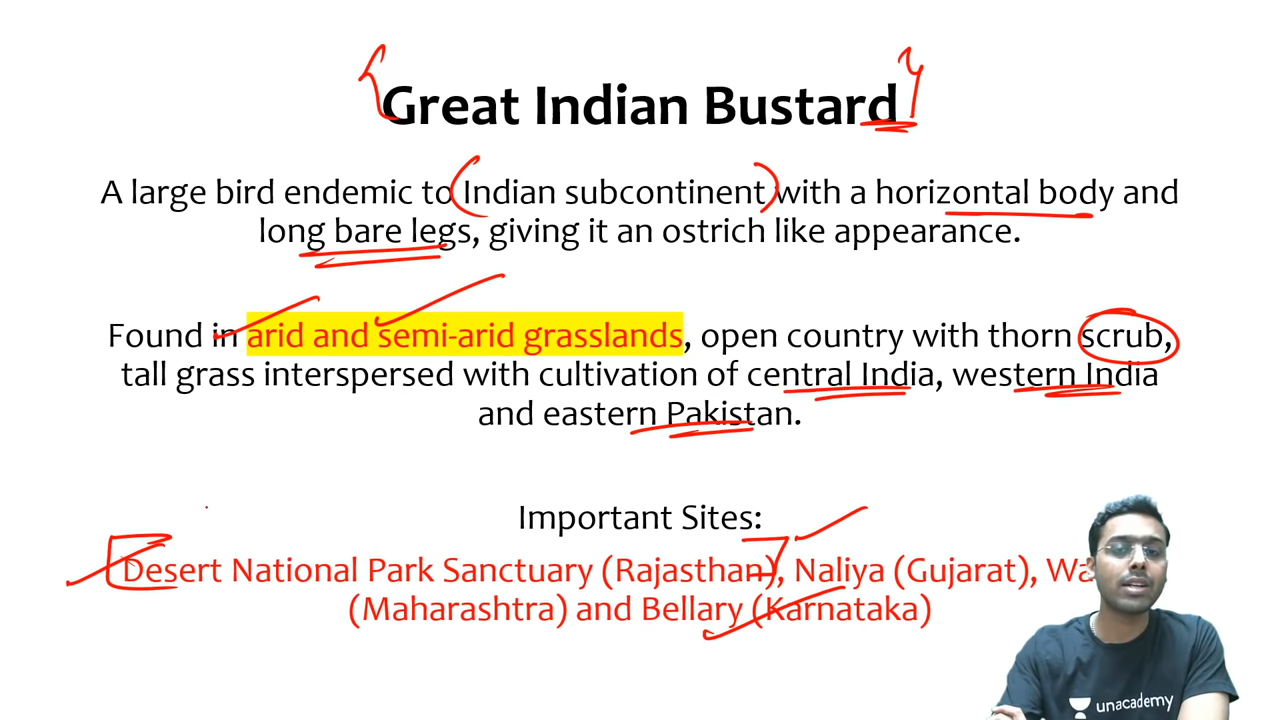 Great Indian Bustard
A large bird endemic to Indian subcontinent with a horizontal body and
long bare legs, giving it an ostrich like appearance.
Found in arid and semi-arid grasslands, open country with thorn scrub,
tall grass interspersed with cultivation of central India, western India
and eastern Pakistan.
Important Sites:
Desert National Park Sanctuary (Rajasthan), Naliya (Gujarat),
(Maharashtra) and Bellary (Karnataka)
unacademy